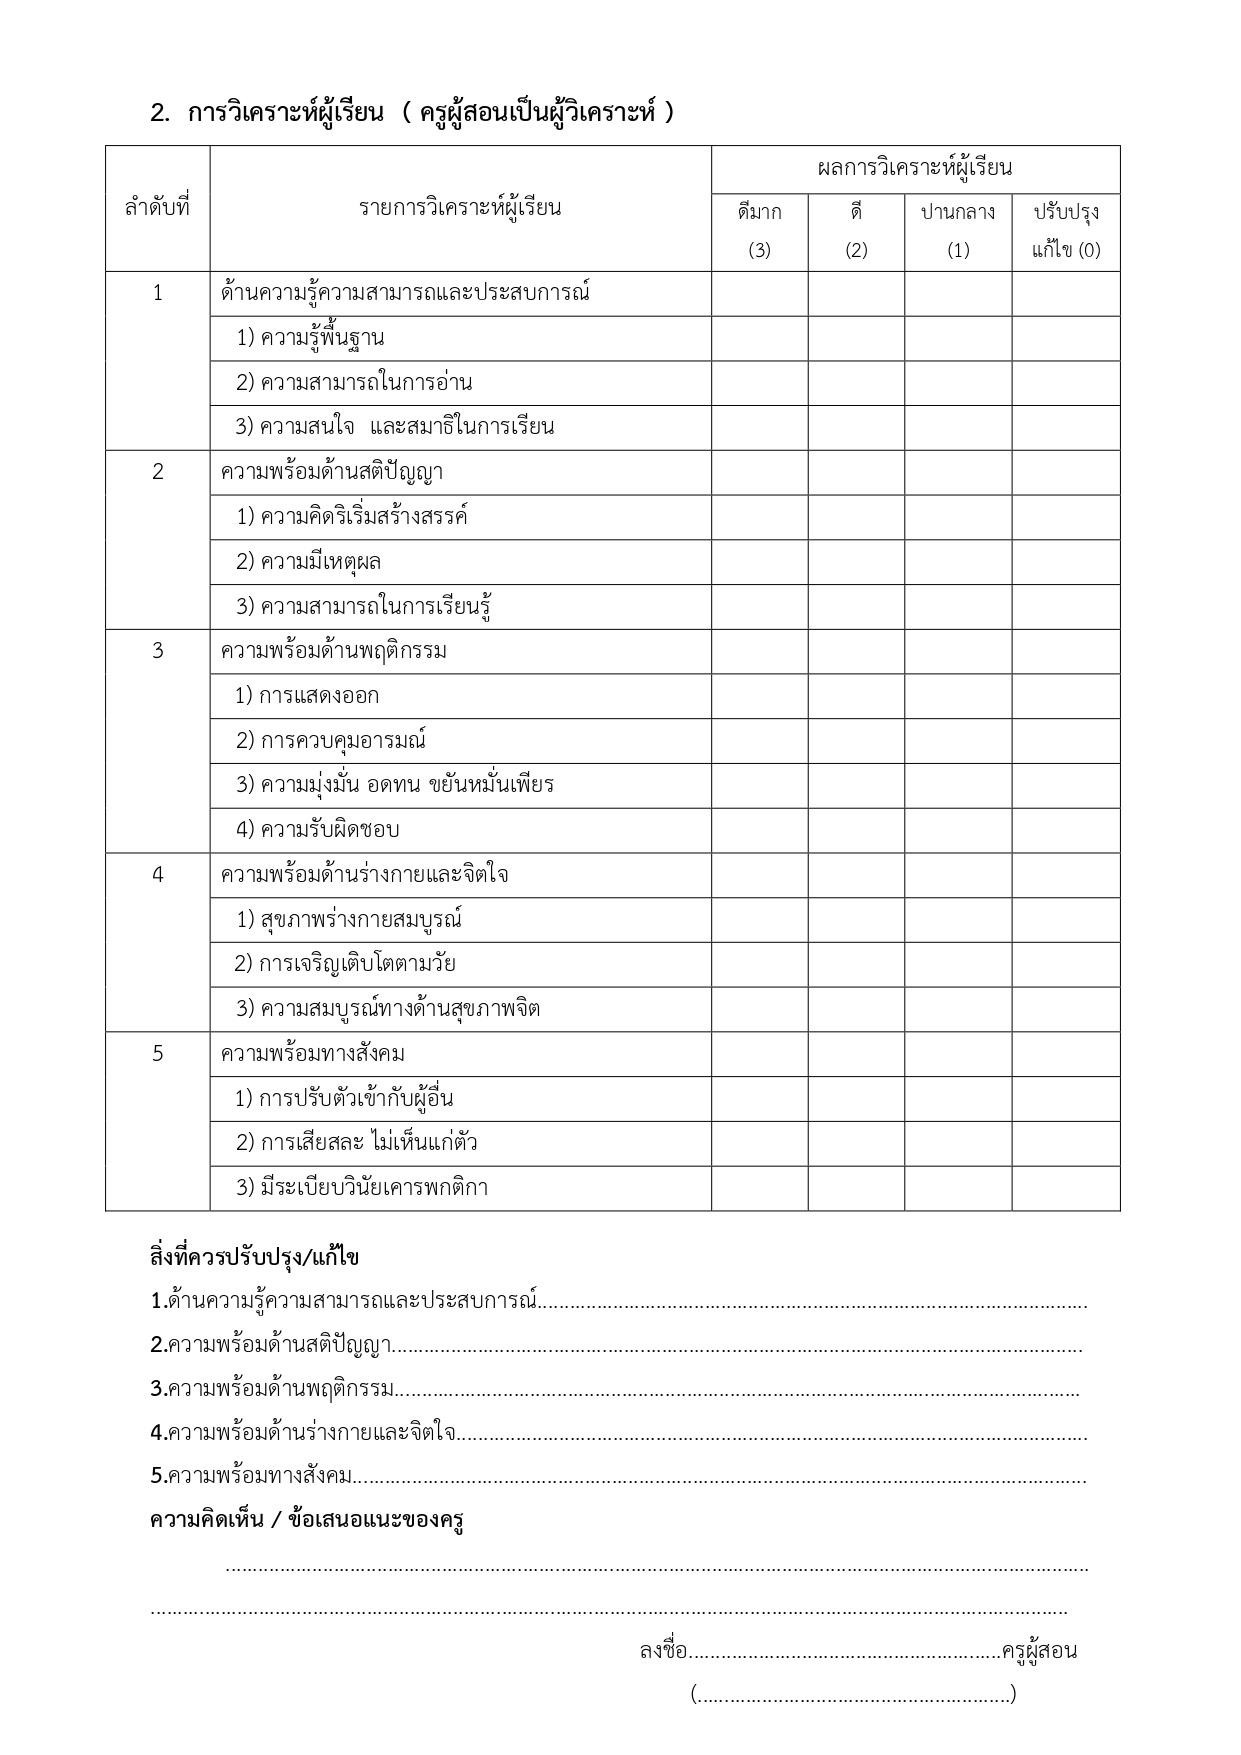 2. การวิเคราะห์ผู้เรียน ( ครูผู้สอนเป็นผู้วิเคราะห์ )
ลำดับที่ รายการวิเคราะห์ผู้เรียน ผลการวิเคราะห์ผู้เรียน
ดีมาก (3) ดี (2) ปานกลาง (1) ปรับปรุงแก้ไข (0)
1 ด้านความรู้ความสามารถและประสบการณ์
1) ความรู้พื้นฐาน
2) ความสามารถในการอ่าน
3) ความสนใจ และสมาธิในการเรียน
2 ความพร้อมด้านสติปัญญา
1) ความคิดริเริ่มสร้างสรรค์
2) ความมีเหตุผล
3) ความสามารถในการเรียนรู้
3 ความพร้อมด้านพฤติกรรม
1) การแสดงออก
2) การควบคุมอารมณ์
3) ความมุ่งมั่น อดทน ขยันหมั่นเพียร
4) ความรับผิดชอบ
4 ความพร้อมด้านร่างกายและจิตใจ
1) สุขภาพร่างกายสมบูรณ์
2) การเจริญเติบโตตามวัย
3) ความสมบูรณ์ทางด้านสุขภาพจิต
5 ความพร้อมทางสังคม
1) การปรับตัวเข้ากับผู้อื่น
2) การเสียสละ ไม่เห็นแก่ตัว
3) มีระเบียบวินัยเคารพกติกา
สิ่งที่ควรปรับปรุง/แก้ไข
1.ด้านความรู้ความสามารถและประสบการณ์..........................................................
2.ความพร้อมด้านสติปัญญา..........................................................
3.ความพร้อมด้านพฤติกรรม..........................................................
4.ความพร้อมด้านร่างกายและจิตใจ..........................................................
5.ความพร้อมทางสังคม..........................................................
ความคิดเห็น / ข้อเสนอแนะของครู
..........................................................
..........................................................
ลงชื่อ..........................................................ครูผู้สอน
(..........................................................)